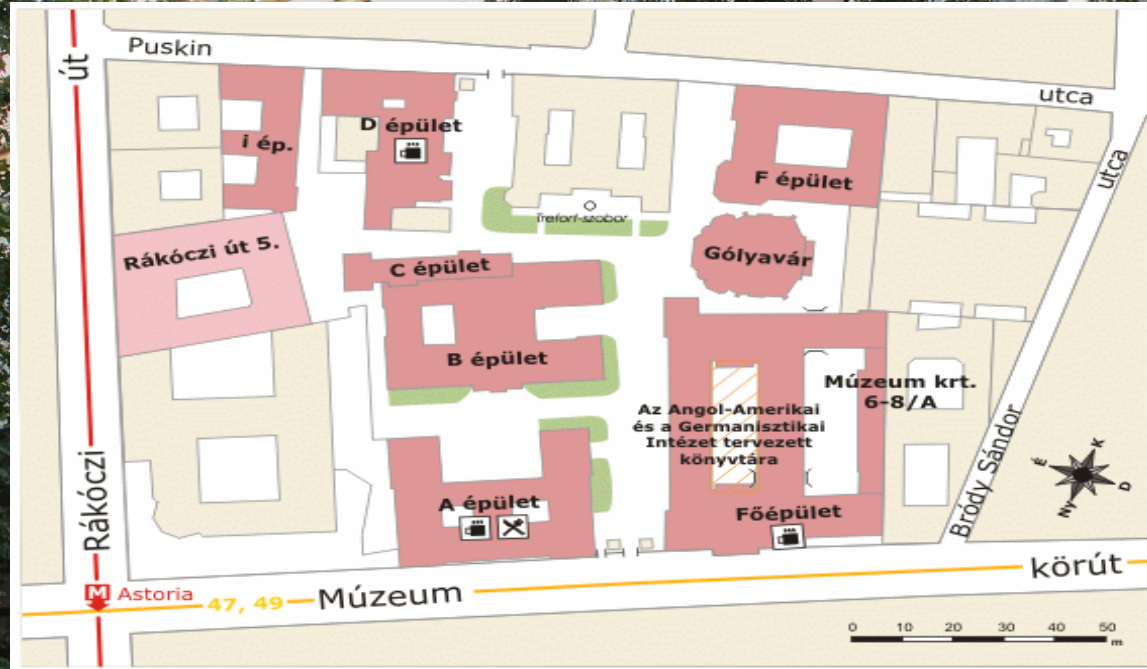 Puskin
utca
út
D épület
i ép.
F épület
utca
Trefort-szobor
Rákóczi út 5.
Gólyavár
C épület
B épület
Múzeum krt.
6-8/A
Az Angol-Amerikai
és a Germanisztikai
Intézet tervezett
könyvtára
A épület
Főépület
Bródy Sándor
K
É
D
Ny
Rákóczi
M Astoria
47, 49
Múzeum
körút
0 10 20 30 40 50
m